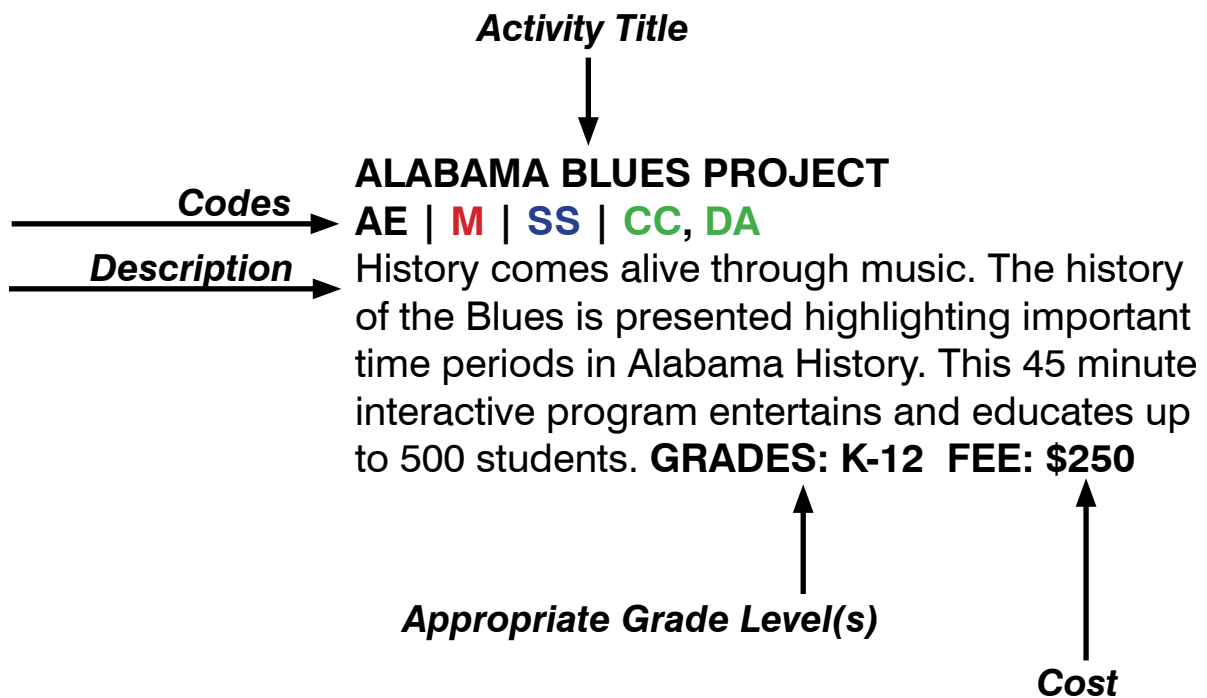 Activity Title
ALABAMA BLUES PROJECT
Codes
AE | M | SS | CC, DA
Description
History comes alive through music. The history
of the Blues is presented highlighting important
time periods in Alabama History. This 45 minute
interactive program entertains and educates up
to 500 students. GRADES: K-12 FEE: $250
Appropriate Grade Level(s)
Cost